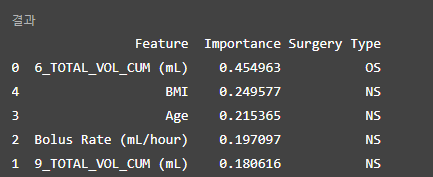 결과
Feature Importance Surgery Type
0 6_TOTAL_VOL_CUM (mL) 0.454963 OS
4 BMI 0.249577 NS
3 Age 0.215365 NS
2 Bolus Rate (mL/hour) 0.197097 NS
1 9_TOTAL_VOL_CUM (mL) 0.180616 NS